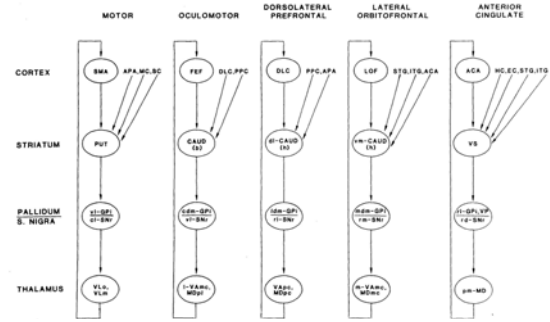 MOTOR OCULOMOTOR DORSOLATERAL PREFRONTAL LATERAL ORBITOFRONTAL ANTERIOR CINGULATE
CORTEX SMA APA,MC,SC FEF DLC,PPC DLC PPC,APA LOF STG,ITG,ACA ACA HC,EC,STG,ITG
STRIATUM PUT CAUD (b) dl-CAUD (h) vm-CAUD (h) VS
PALLIDUM vl-GPi cdm-GPi ldm-GPi mdm-GPi rl-GPi,VP
S. NIGRA cl-SNr vl-SNr rl-SNr rm-SNr rd-SNr
THALAMUS VLo, l-VAmc, VApc, m-VAmc, pm-MD
VLm MDpl MDpc MDmc